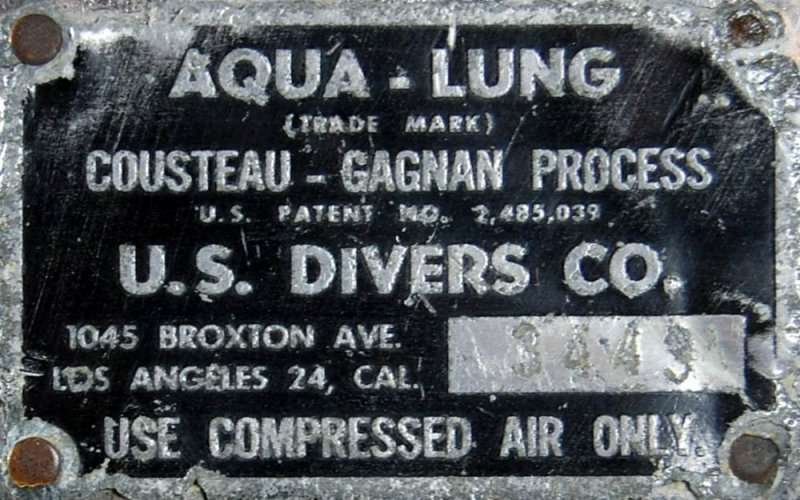 AQUA - LUNG
(TRADE MARK)
COUSTEAU - GAGNAN PROCESS
U.S. PATENT NO. 2,485,039
U.S. DIVERS CO.
1045 BROXTON AVE.
LOS ANGELES 24, CAL.
3449
USE COMPRESSED AIR ONLY.